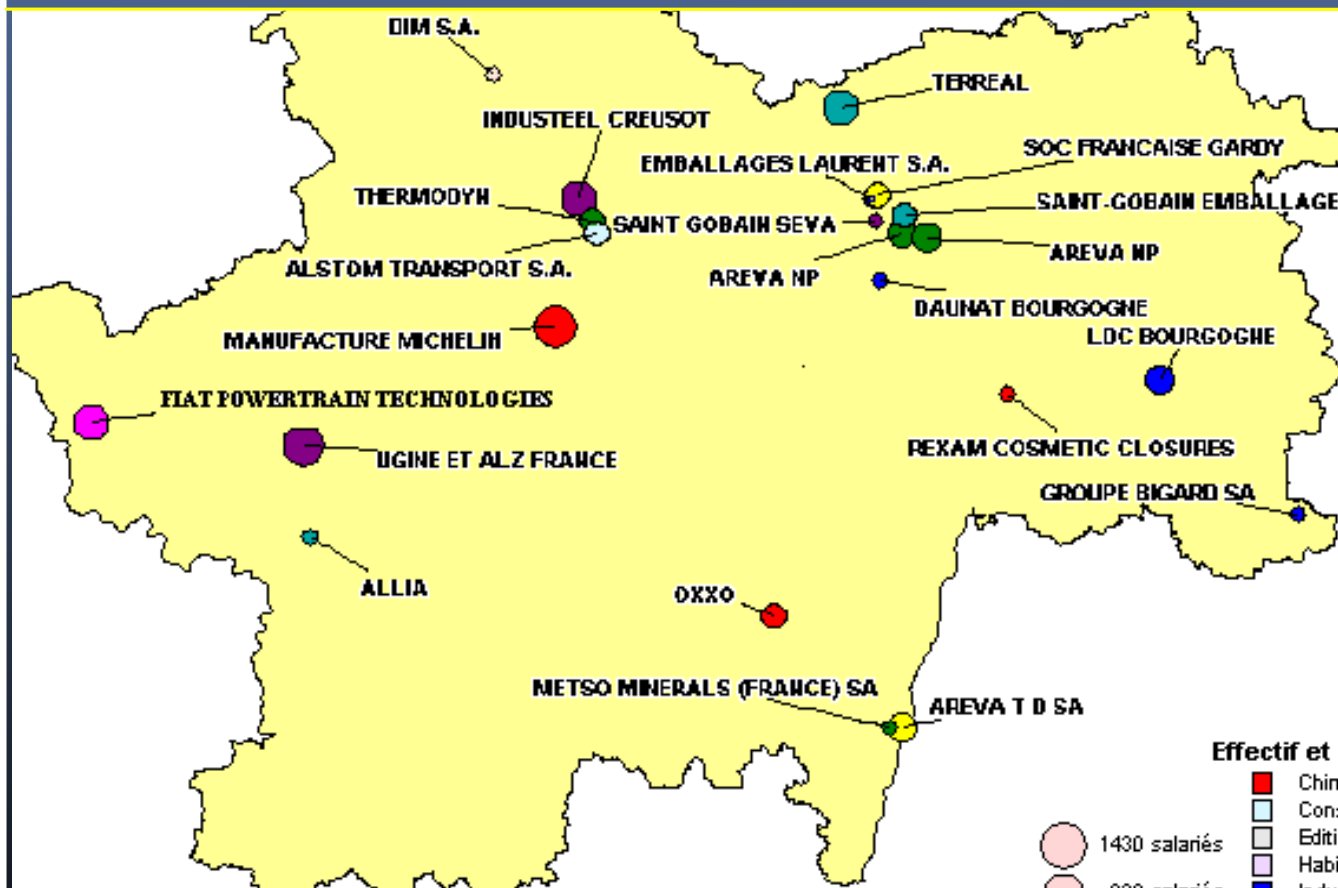 DIM S.A.
TERREAL
INDUSTEEL CREUSOT
SOC FRANCAISE GARDY
EMBALLAGES LAURENT S.A.
THERMODYN
SAINT-GOBAIN EMBALLAGE
SAINT GOBAIN SEVA
AREVA NP
ALSTOM TRANSPORT S.A.
AREVA NP
DAUNAT BOURGOGNE
MANUFACTURE MICHELIN
LDC BOURGOGNE
FIAT POWERTRAIN TECHNOLOGIES
REXAM COSMETIC CLOSURES
UGINE ET ALZ FRANCE
GROUPE BIGARD SA
ALLIA
OXXO
METSO MINERALS (FRANCE) SA
AREVA T D SA
Effectif et
Chim
Cons
1430 salariés
Editi
Habi
salariés